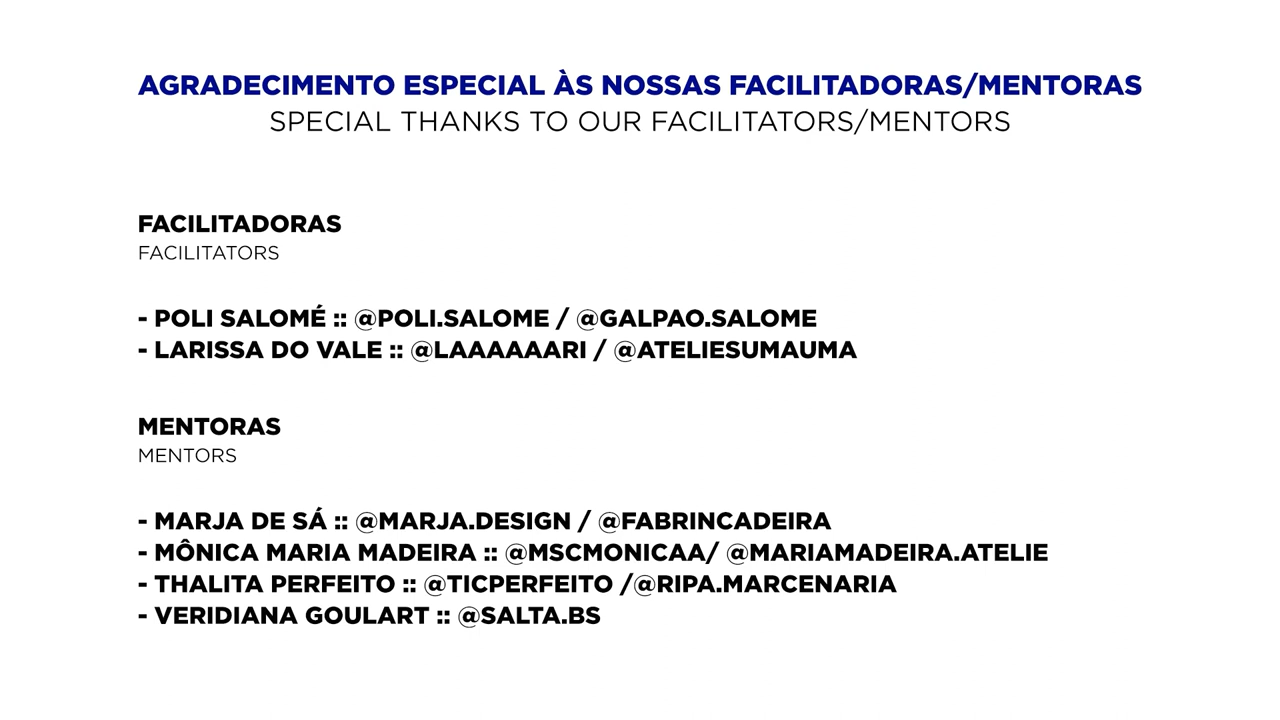 AGRADECIMENTO ESPECIAL ÀS NOSSAS FACILITADORAS/MENTORAS
SPECIAL THANKS TO OUR FACILITATORS/MENTORS
FACILITADORAS
FACILITATORS
- POLI SALOMÉ :: @POLI.SALOME / @GALPAO.SALOME
- LARISSA DO VALE :: @LAAAAAARI / @ATELIESUMAUMA
MENTORAS
MENTORS
- MARJA DE SÁ :: @MARJA.DESIGN / @FABRINCADEIRA
- MÔNICA MARIA MADEIRA :: @MSCMONICAA/ @MARIAMADEIRA.ATELIE
- THALITA PERFEITO :: @TICPERFEITO /@RIPA.MARCENARIA
- VERIDIANA GOULART :: @SALTA.BS